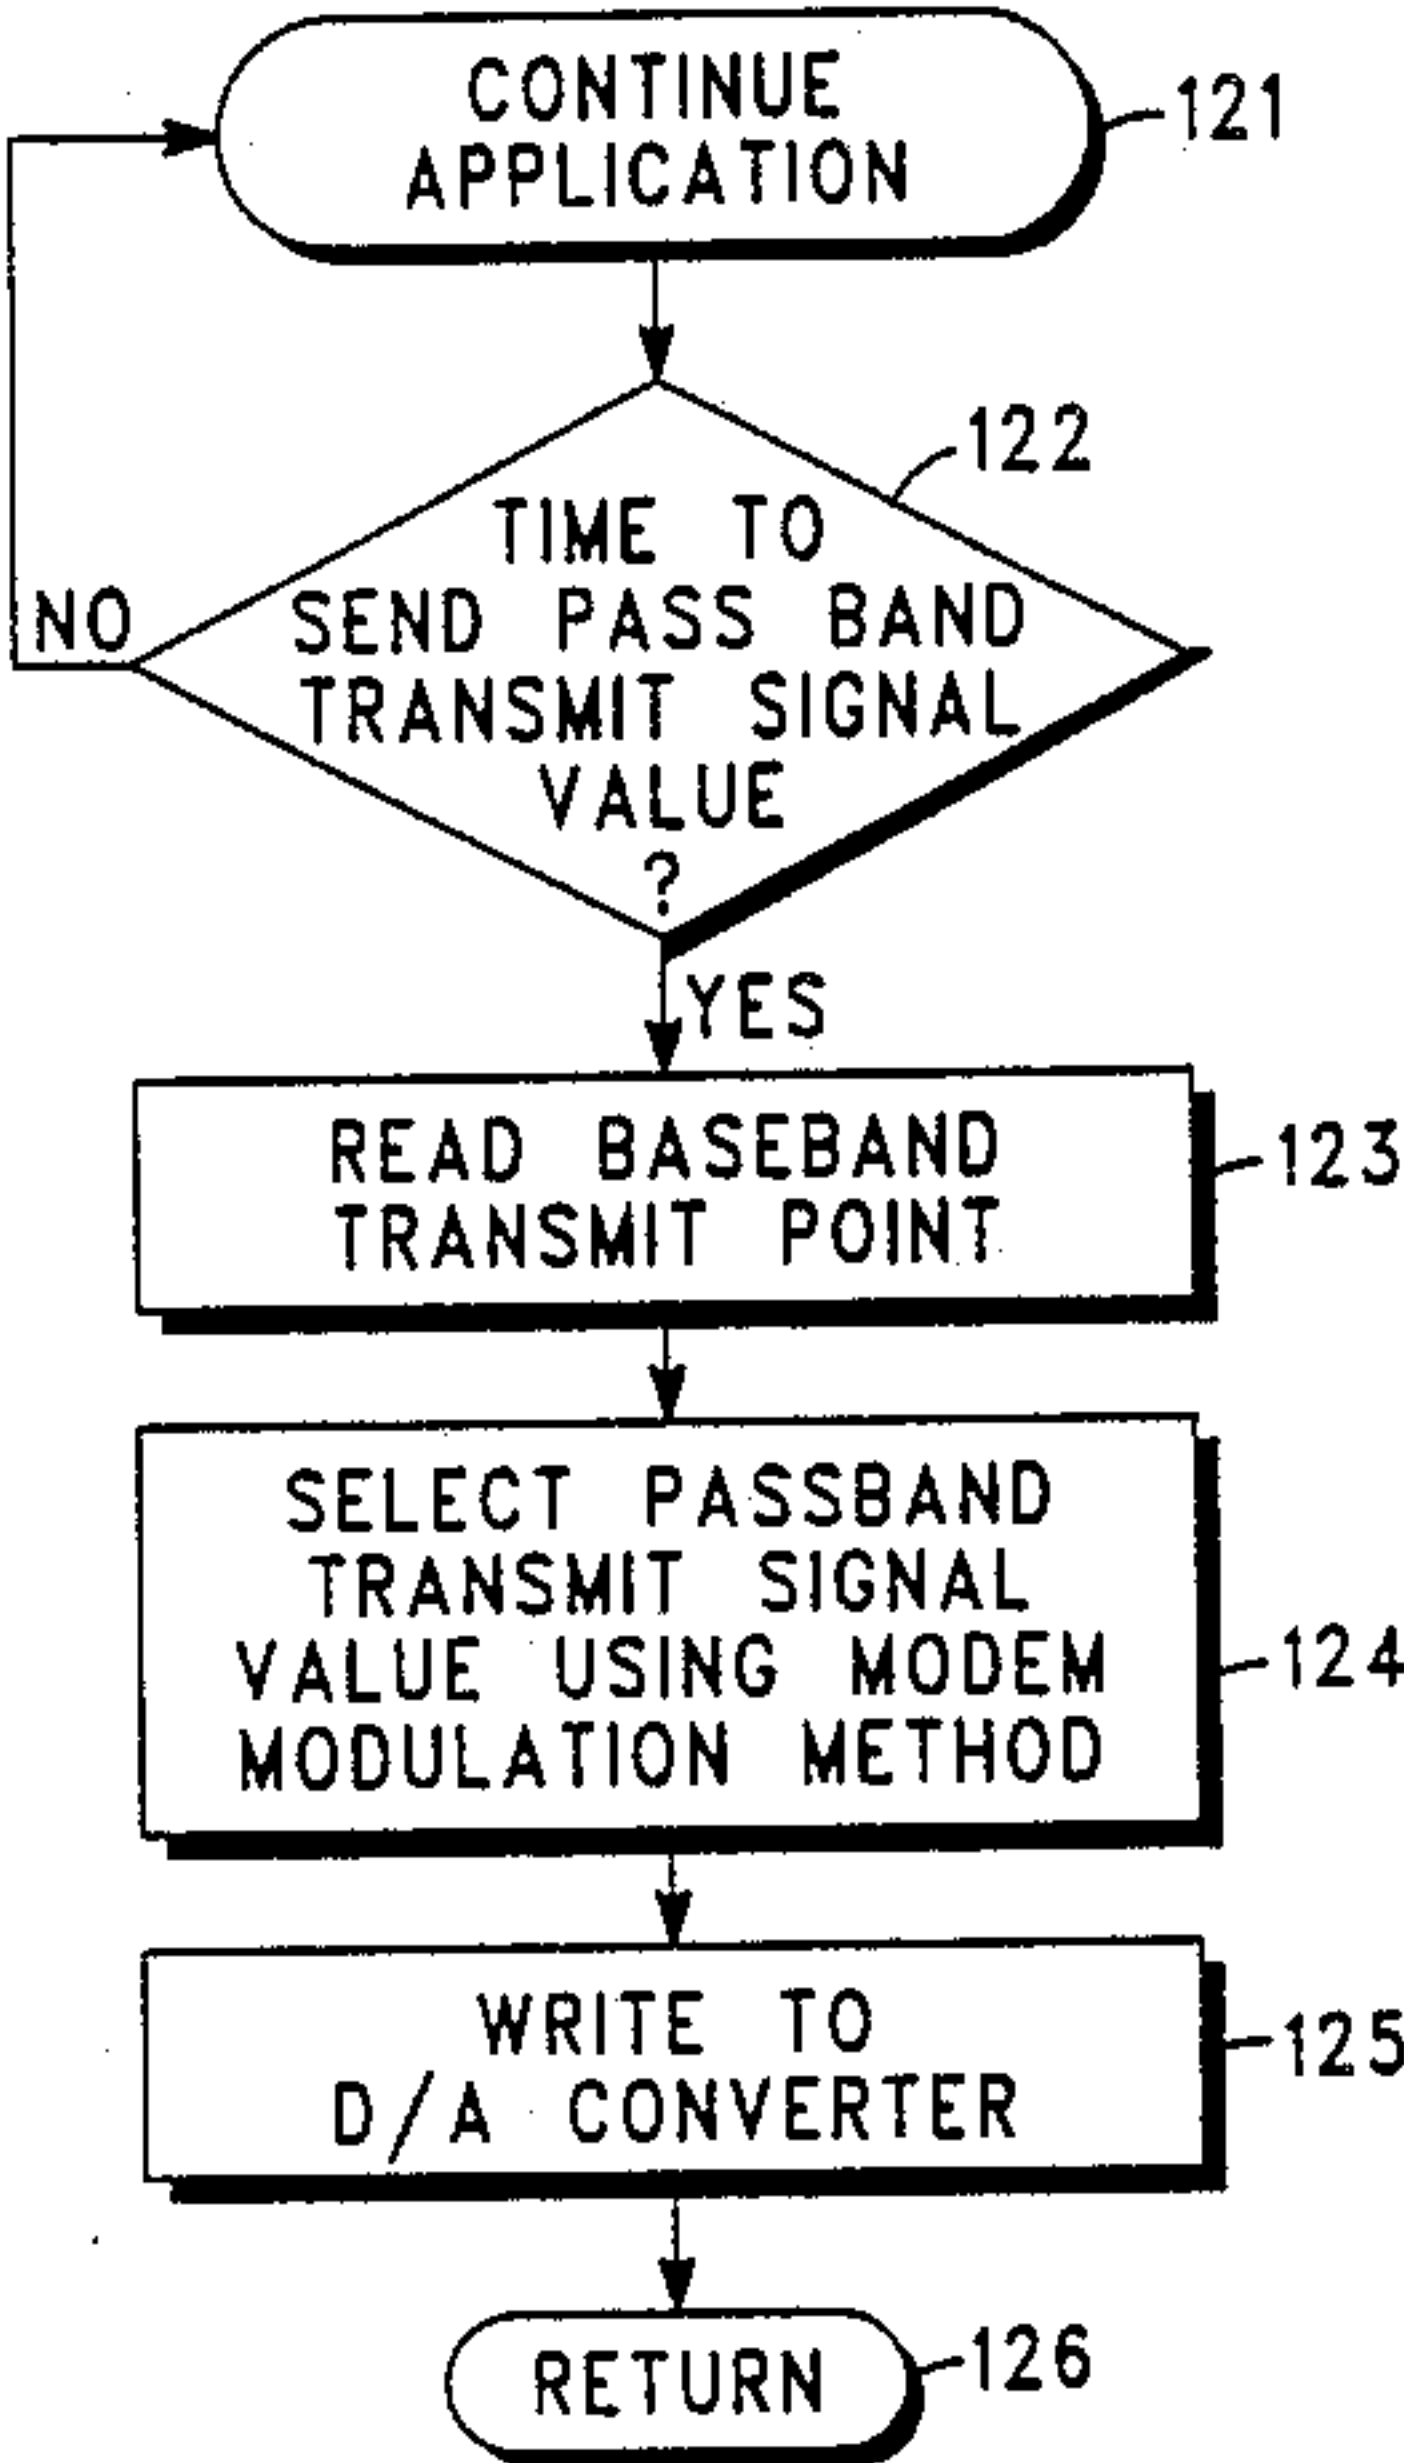 CONTINUE
APPLICATION
121
122
TIME TO
SEND PASS BAND
TRANSMIT SIGNAL
VALUE
?
NO
YES
READ BASEBAND
TRANSMIT POINT
123
SELECT PASSBAND
TRANSMIT SIGNAL
VALUE USING MODEM
MODULATION METHOD
124
WRITE TO
D/A CONVERTER
125
RETURN
126